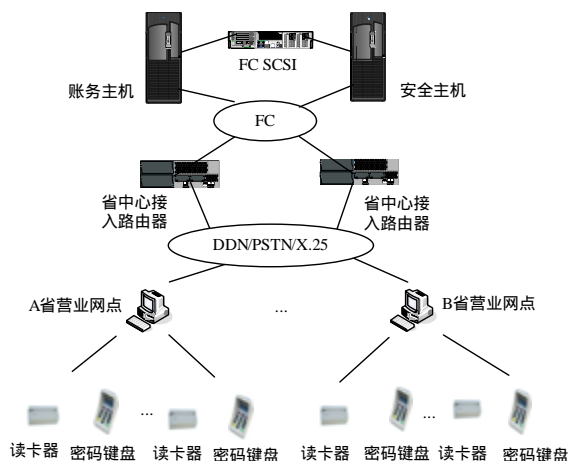 FC SCSI
账务主机
安全主机
FC
省中心接
入路由器
省中心接
入路由器
DDN/PSTN/X.25
A省营业网点
...
B省营业网点
...
...
读卡器 密码键盘 读卡器 密码键盘 读卡器 密码键盘 读卡器 密码键盘